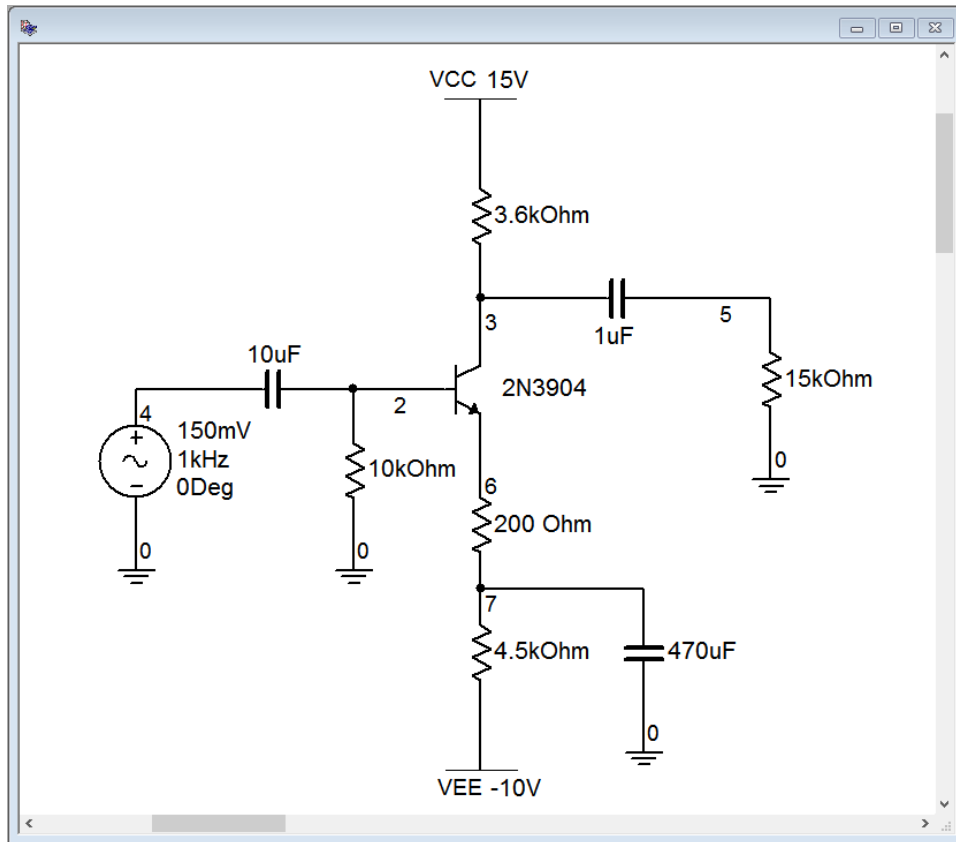 VCC 15V
3.6kOhm
3
5
1uF
10uF
15kOhm
2N3904
2
4
150mV
1kHz
0Deg
10kOhm
0
6
200 Ohm
0
0
7
4.5kOhm
470uF
0
VEE -10V